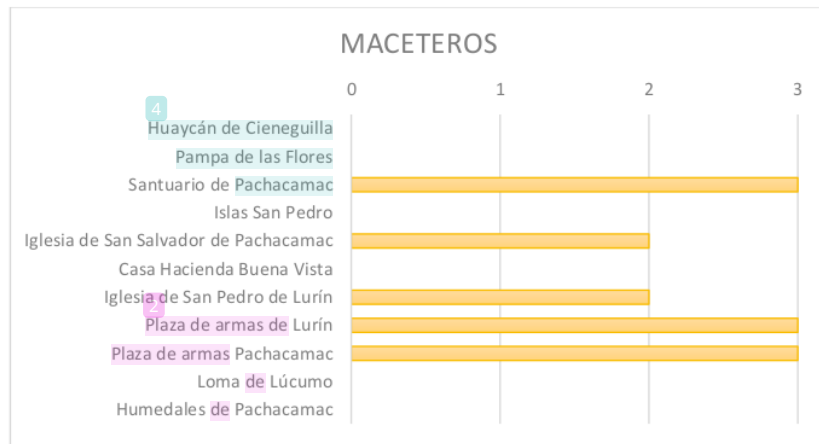 MACETEROS
0 1 2 3
4
Huaycán de Cieneguilla
Pampa de las Flores
Santuario de Pachacamac
Islas San Pedro
Iglesia de San Salvador de Pachacamac
Casa Hacienda Buena Vista
Iglesia de San Pedro de Lurín
2
Plaza de armas de Lurín
Plaza de armas Pachacamac
Loma de Lúcumo
Humedales de Pachacamac